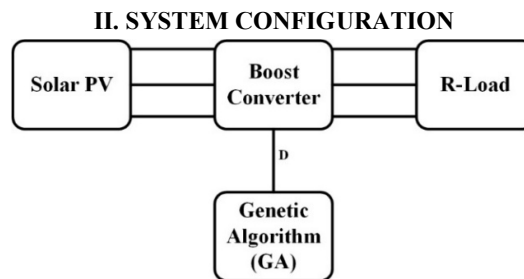 II. SYSTEM CONFIGURATION
Solar PV
Boost
Converter
R-Load
D
Genetic
Algorithm
(GA)